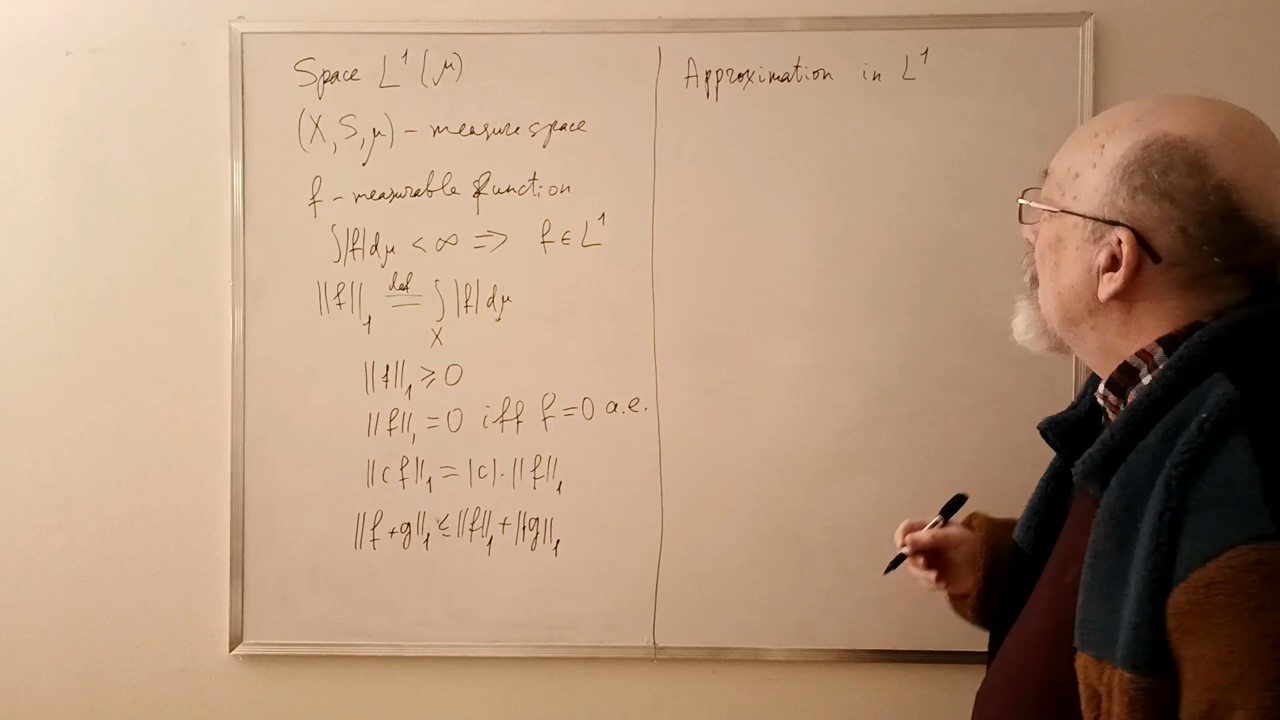 Space L¹(μ)
(X, S, μ) – measure space
f – measurable function
∫|f|dμ < ∞ ⇒ f ∈ L¹
||f||₁ def= ∫_X |f| dμ
||f||₁ ≥ 0
||f||₁ = 0 iff f = 0 a.e.
||c f||₁ = |c|·||f||₁
||f + g||₁ ≤ ||f||₁ + ||g||₁
Approximation in L¹